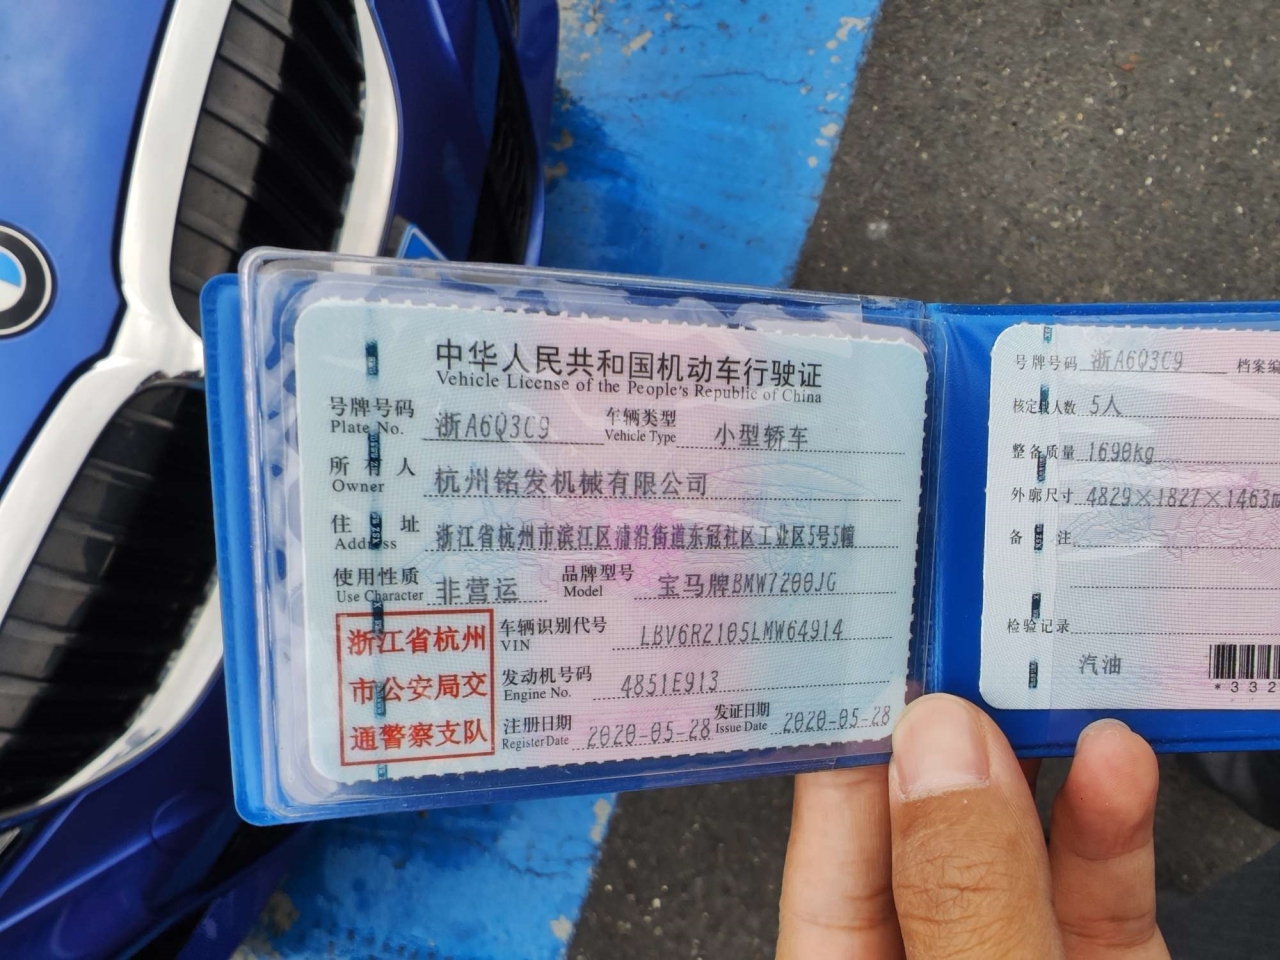 中华人民共和国机动车行驶证
Vehicle License of the People's Republic of China
号牌号码 浙A6Q3C9 车辆类型 小型轿车
Plate No. Vehicle Type
所有人 杭州铭发机械有限公司
Owner
住址 浙江省杭州市滨江区浦沿街道东冠社区工业区5号5幢
Address
使用性质 非营运 品牌型号 宝马牌BMW7200JG
Use Character Model
浙江省杭州
市公安局交
通警察支队
车辆识别代号 LBV6R2105LMW64914
VIN
发动机号码 4851E913
Engine No.
注册日期 2020-05-28 发证日期 2020-05-28
Register Date Issue Date
号牌号码 浙A6Q3C9 档案编
核定载人数 5人
整备质量 1690kg
外廓尺寸 4829×1827×1463m
备注
检验记录
汽油
*332